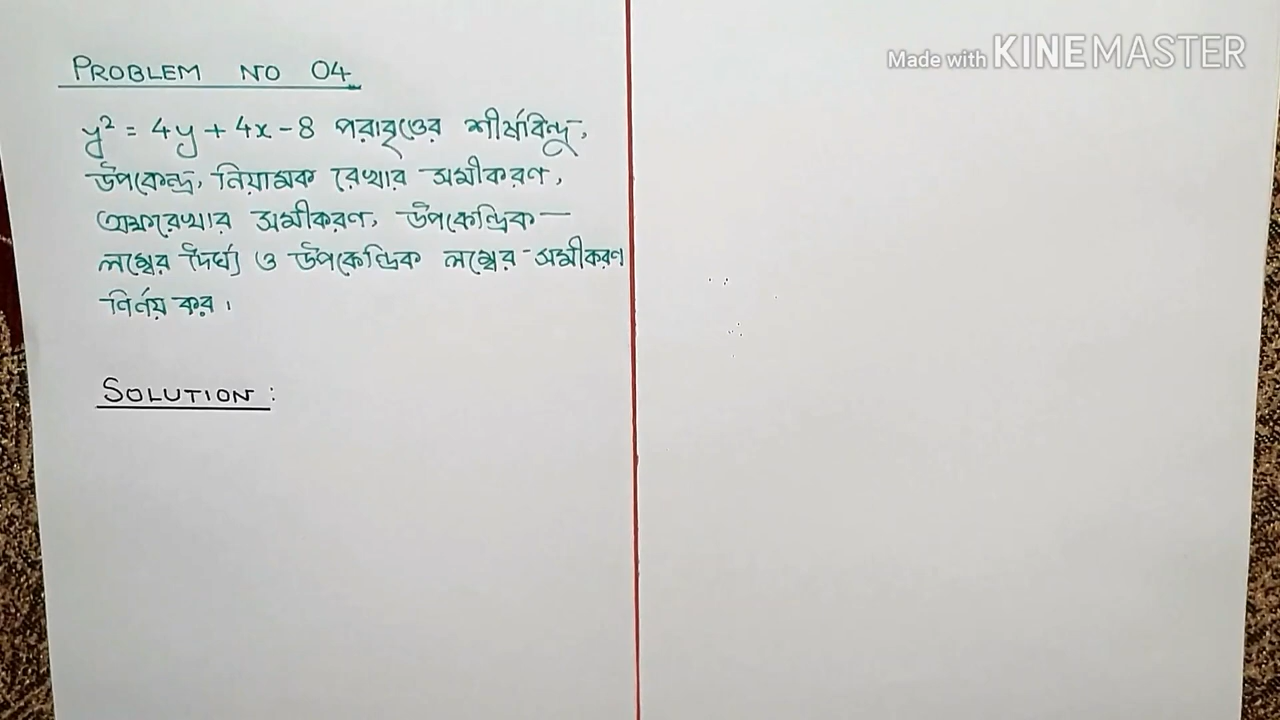 PROBLEM NO 04
y² = 4y + 4x - 8 পরাবৃত্তের শীর্ষবিন্দু,
উপকেন্দ্র, নিয়ামক রেখার সমীকরণ,
অক্ষরেখার সমীকরণ, উপকেন্দ্রিক-
লম্বের দৈর্ঘ্য ও উপকেন্দ্রিক লম্বের সমীকরণ
নির্ণয় কর।
SOLUTION:
Made with KINEMASTER